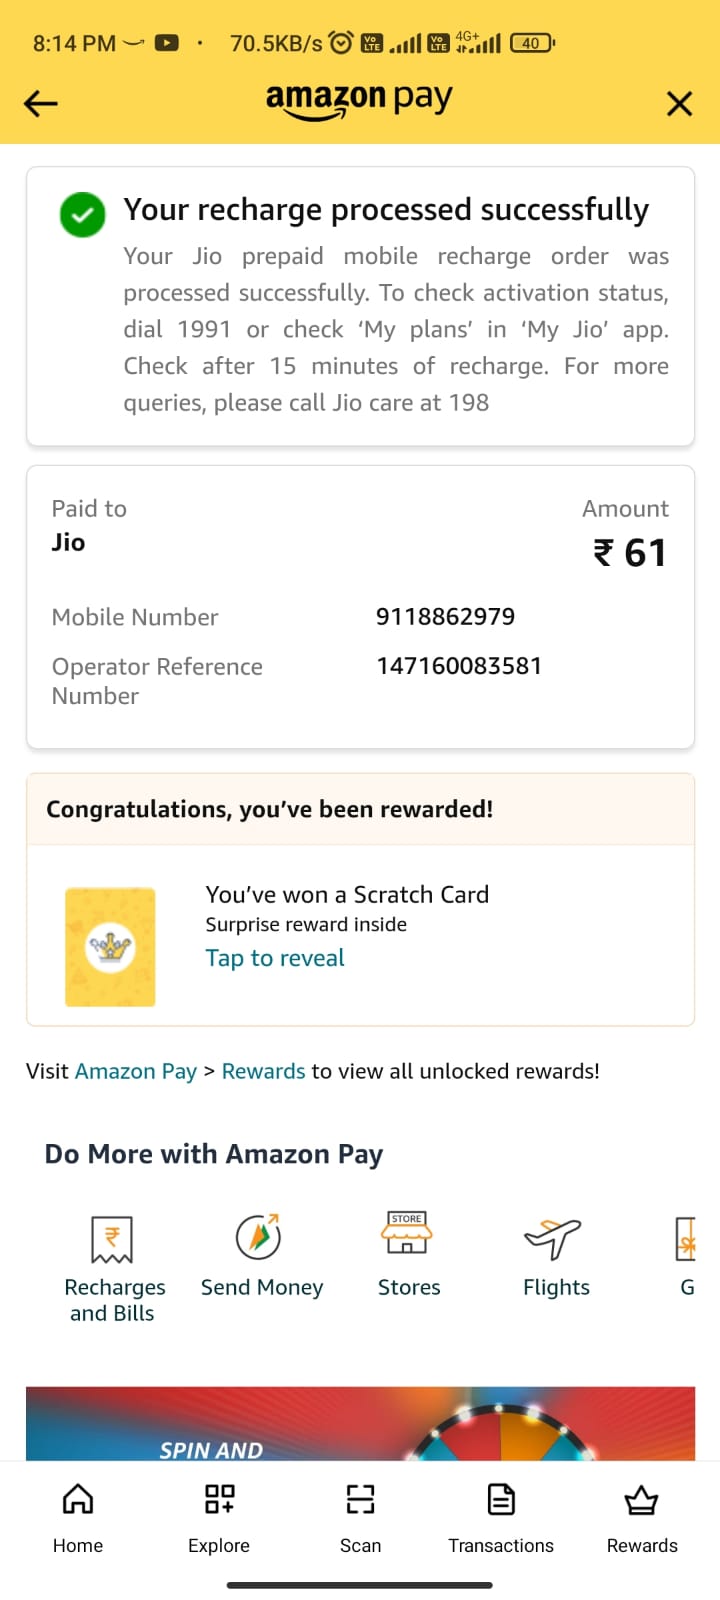 8:14 PM
70.5KB/s
Vo LTE
Vo LTE
4G+
40
amazon pay
Your recharge processed successfully
Your Jio prepaid mobile recharge order was
processed successfully. To check activation status,
dial 1991 or check ‘My plans’ in ‘My Jio’ app.
Check after 15 minutes of recharge. For more
queries, please call Jio care at 198
Paid to
Amount
Jio
₹ 61
Mobile Number
9118862979
Operator Reference
147160083581
Number
Congratulations, you’ve been rewarded!
You’ve won a Scratch Card
Surprise reward inside
Tap to reveal
Visit Amazon Pay > Rewards to view all unlocked rewards!
Do More with Amazon Pay
STORE
Recharges
and Bills
Send Money
Stores
Flights
G
SPIN AND
Home
Explore
Scan
Transactions
Rewards